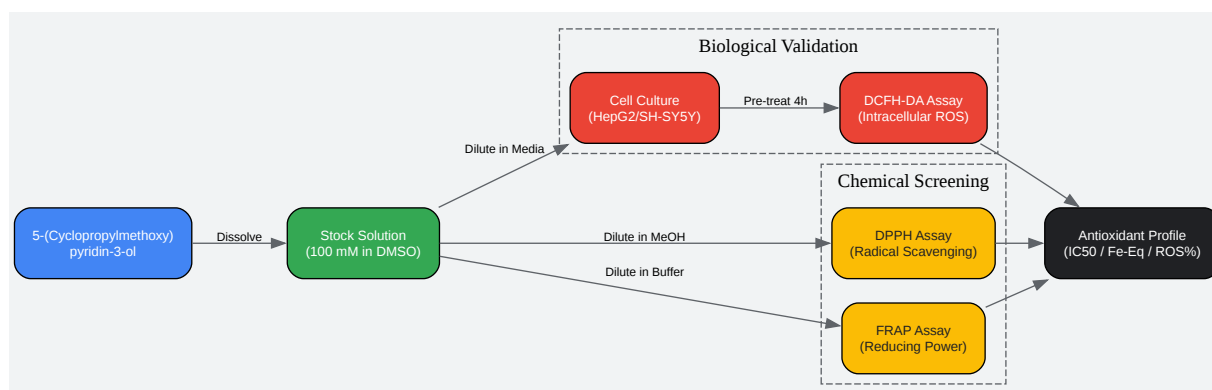 Biological Validation
Cell Culture
(HepG2/SH-SY5Y)
Pre-treat 4h
DCFH-DA Assay
(Intracellular ROS)
Dilute in Media
Chemical Screening
5-(Cyclopropylmethoxy)
pyridin-3-ol
Dissolve
Stock Solution
(100 mM in DMSO)
Dilute in MeOH
DPPH Assay
(Radical Scavenging)
Antioxidant Profile
(IC50 / Fe-Eq / ROS%)
Dilute in Buffer
FRAP Assay
(Reducing Power)